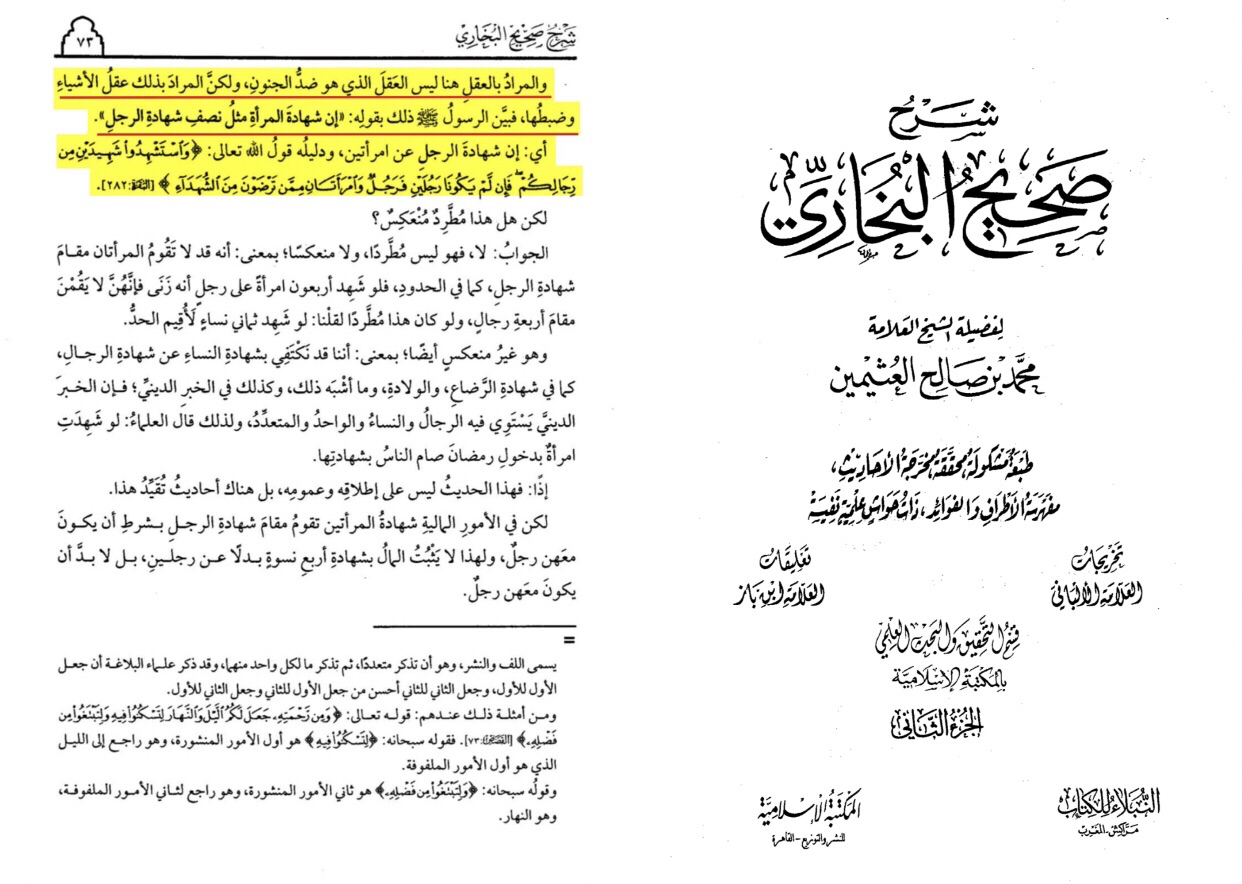 شَرْحُ صَحِيحِ البُخَارِي
٧٣
والمرادُ بالعقلِ هنا ليس العَقلَ الذي هو ضدُّ الجنونِ، ولكنَّ المرادَ بذلك عقلُ الأشياءِ
وضبطُها، فبيَّن الرسولُ ﷺ ذلك بقولِه: «إن شهادةَ المرأةِ مثلُ نصفِ شهادةِ الرجلِ».
أي: إن شهادةَ الرجلِ عن امرأتين، ودليلُه قولُ الله تعالى: ﴿وَٱسْتَشْهِدُوا۟ شَهِيدَيْنِ مِن
رِّجَالِكُمْ ۖ فَإِن لَّمْ يَكُونَا رَجُلَيْنِ فَرَجُلٌ وَٱمْرَأَتَانِ مِمَّن تَرْضَوْنَ مِنَ ٱلشُّهَدَآءِ﴾ [البقرة:٢٨٢].
لكن هل هذا مُطَّرِدٌ مُنْعَكِسٌ؟
الجوابُ: لا، فهو ليس مُطَّردًا، ولا منعكسًا؛ بمعنى: أنه قد لا تَقُومُ المرأتان مقامَ
شهادةِ الرجلِ، كما في الحدودِ، فلو شَهِد أربعون امرأةً على رجلٍ أنه زَنَى فإنَّهُنَّ لا يَقُمْنَ
مقامَ أربعةِ رجالٍ، ولو كان هذا مُطَّردًا لقلْنا: لو شَهِد ثماني نساءٍ لَأُقِيم الحدُّ.
وهو غيرُ منعكسٍ أيضًا؛ بمعنى: أننا قد نَكْتَفِي بشهادةِ النساءِ عن شهادةِ الرجالِ،
كما في شهادةِ الرَّضاعِ، والولادةِ، وما أشْبَه ذلك، وكذلك في الخبرِ الدينيِّ؛ فإن الخبرَ
الدينيَّ يَسْتَوِي فيه الرجالُ والنساءُ والواحدُ والمتعدِّدُ، ولذلك قال العلماءُ: لو شَهِدَتِ
امرأةٌ بدخولِ رمضانَ صام الناسُ بشهادتِها.
إذًا: فهذا الحديثُ ليس على إطلاقِه وعمومِه، بل هناك أحاديثُ تُقَيِّدُ هذا.
لكن في الأمورِ الماليةِ شهادةُ المرأتين تقومُ مقامَ شهادةِ الرجلِ بشرطِ أن يكونَ
معَهن رجلٌ، ولهذا لا يَثْبُتُ المالُ بشهادةِ أربعِ نسوةٍ بدلًا عن رجلينِ، بل لا بدَّ أن
يكونَ معَهن رجلٌ.
=
يسمى اللف والنشر، وهو أن تذكر متعددًا، ثم تذكر ما لكل واحد منهما، وقد ذكر علماء البلاغة أن جعل
الأول للأول، وجعل الثاني للثاني أحسن من جعل الأول للثاني وجعل الثاني للأول.
ومن أمثلة ذلك عندهم: قوله تعالى: ﴿وَمِن رَّحْمَتِهِۦ جَعَلَ لَكُمُ ٱلَّيْلَ وَٱلنَّهَارَ لِتَسْكُنُوا۟ فِيهِ وَلِتَبْتَغُوا۟ مِن
فَضْلِهِۦ﴾ [القصص:٧٣]. فقوله سبحانه: ﴿لِتَسْكُنُوا۟ فِيهِ﴾ هو أول الأمور المنشورة، وهو راجع إلى الليل
الذي هو أول الأمور الملفوفة.
وقوله سبحانه: ﴿وَلِتَبْتَغُوا۟ مِن فَضْلِهِۦ﴾ هو ثاني الأمور المنشورة، وهو راجع لثاني الأمور الملفوفة،
وهو النهار.
شَرْحُ
صَحِيحِ البُخَارِيِّ
لفضيلة الشيخ العلامة
محمد بن صالح العثيمين
طبعة مشكولة محققة مخرجة الأحاديث،
مفهرسة الأطراف والفوائد، ذات حواش علمية نفيسة
تخريجات
العلامة الألباني
تعليقات
العلامة ابن باز
قسم التحقيق والبحث العلمي
بالمكتبة الإسلامية
الجزء الثاني
النبلاء للكتاب
مراكش - المغرب
المكتبة الإسلامية
للنشر والتوزيع - القاهرة